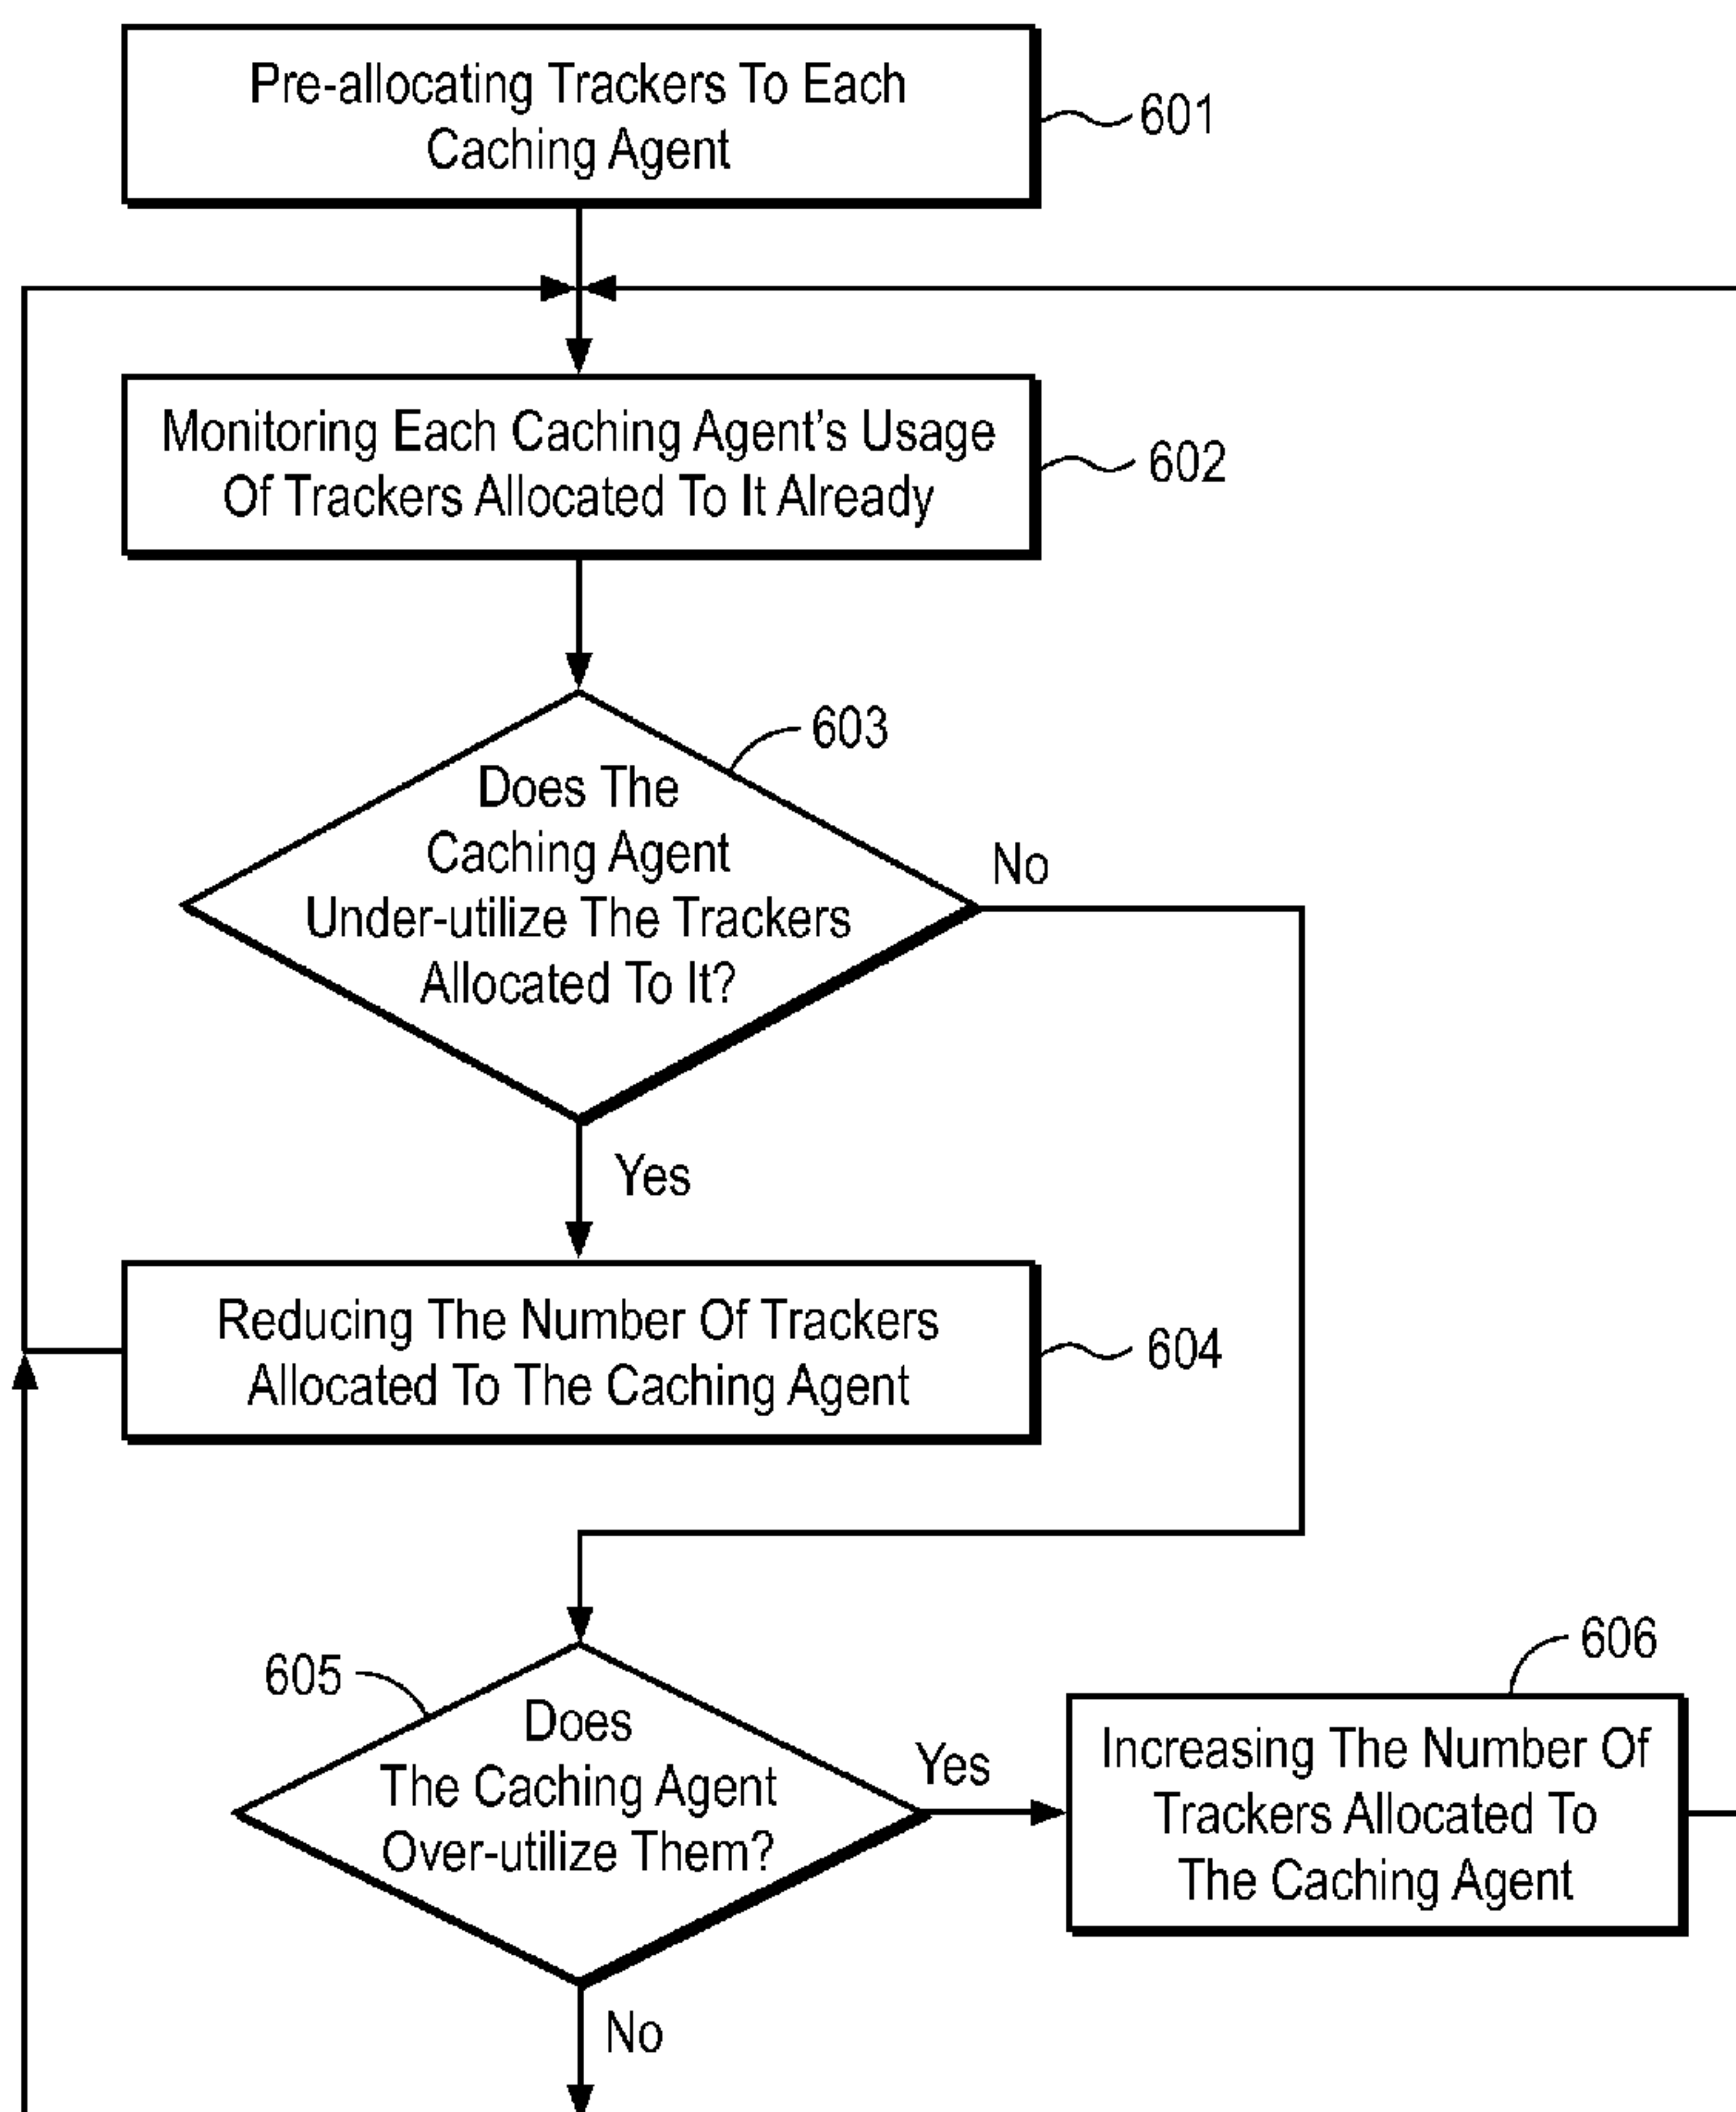 Pre-allocating Trackers To Each
Caching Agent
601
Monitoring Each Caching Agent's Usage
Of Trackers Allocated To It Already
602
603
Does The
Caching Agent
Under-utilize The Trackers
Allocated To It?
No
Yes
Reducing The Number Of Trackers
Allocated To The Caching Agent
604
605
Does
The Caching Agent
Over-utilize Them?
Yes
606
Increasing The Number Of
Trackers Allocated To
The Caching Agent
No